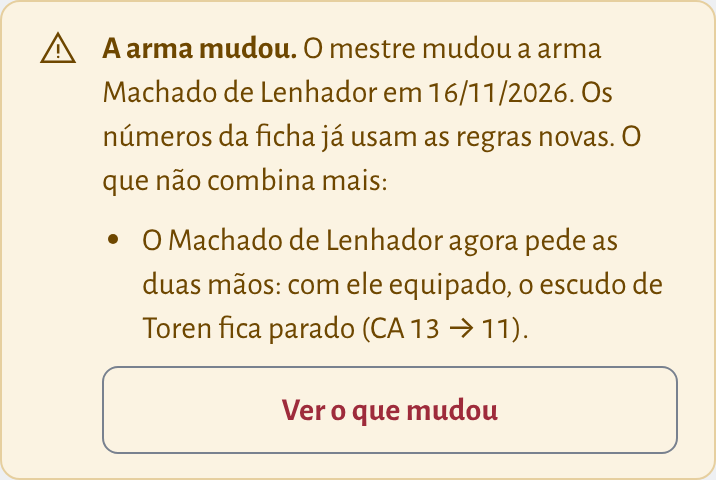 A arma mudou. O mestre mudou a arma
Machado de Lenhador em 16/11/2026. Os
números da ficha já usam as regras novas. O
que não combina mais:
• O Machado de Lenhador agora pede as
duas mãos: com ele equipado, o escudo de
Toren fica parado (CA 13 → 11).
Ver o que mudou